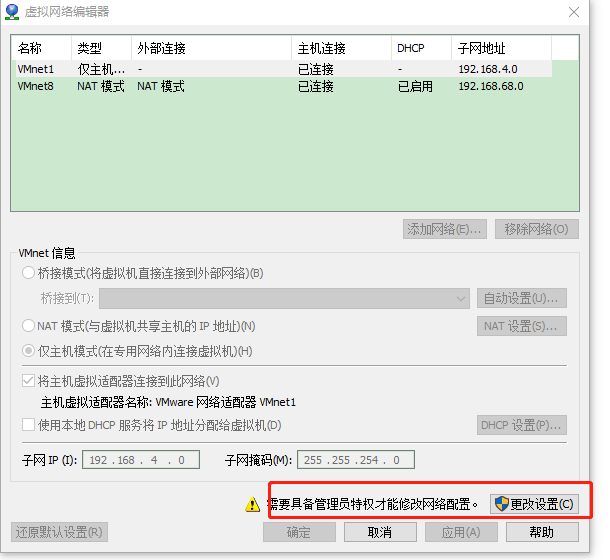 虚拟网络编辑器
名称 类型 外部连接 主机连接 DHCP 子网地址
VMnet1 仅主机... - 已连接 - 192.168.4.0
VMnet8 NAT 模式 NAT 模式 已连接 已启用 192.168.68.0
添加网络(E)... 移除网络(O)
VMnet 信息
桥接模式(将虚拟机直接连接到外部网络)(B)
桥接到(T): 自动设置(U)...
NAT 模式(与虚拟机共享主机的 IP 地址)(N) NAT 设置(S)...
仅主机模式(在专用网络内连接虚拟机)(H)
将主机虚拟适配器连接到此网络(V)
主机虚拟适配器名称: VMware 网络适配器 VMnet1
使用本地 DHCP 服务将 IP 地址分配给虚拟机(D) DHCP 设置(P)...
子网 IP (I): 192 . 168 . 4 . 0 子网掩码(M): 255 . 255 . 254 . 0
需要具备管理员特权才能修改网络配置。 更改设置(C)
还原默认设置(R) 确定 取消 应用(A) 帮助